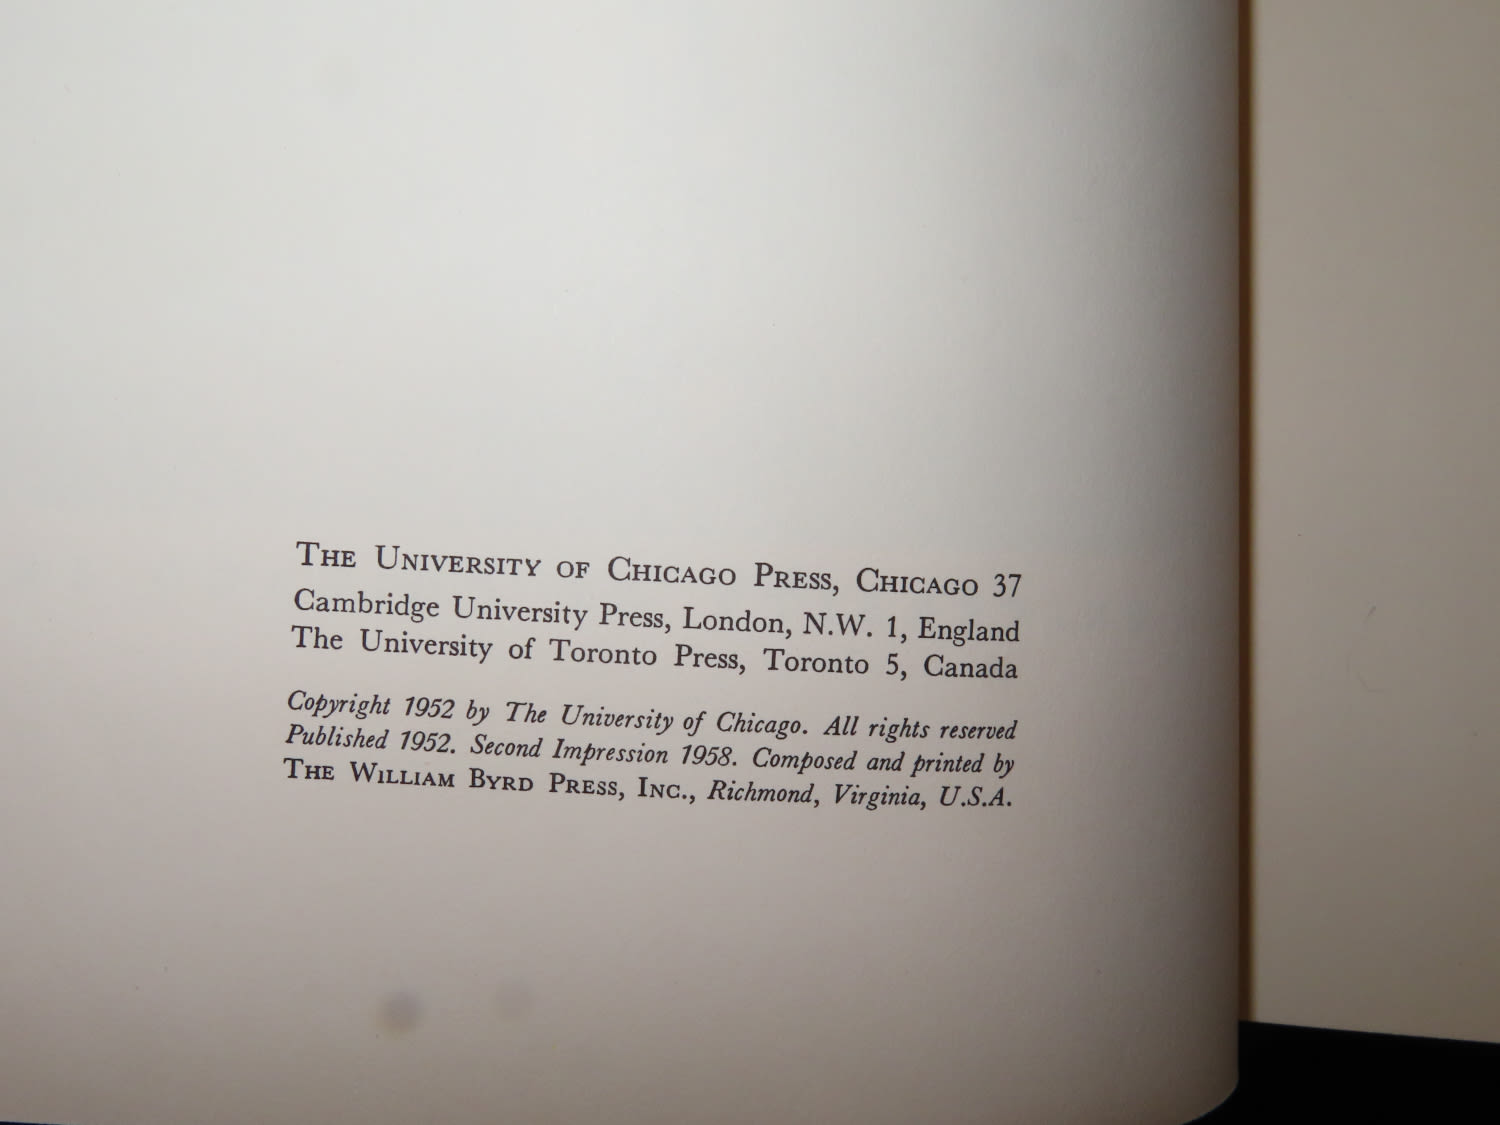 THE UNIVERSITY OF CHICAGO PRESS, CHICAGO 37
Cambridge University Press, London, N.W. 1, England
The University of Toronto Press, Toronto 5, Canada
Copyright 1952 by The University of Chicago. All rights reserved
Published 1952. Second Impression 1958. Composed and printed by
THE WILLIAM BYRD PRESS, INC., Richmond, Virginia, U.S.A.